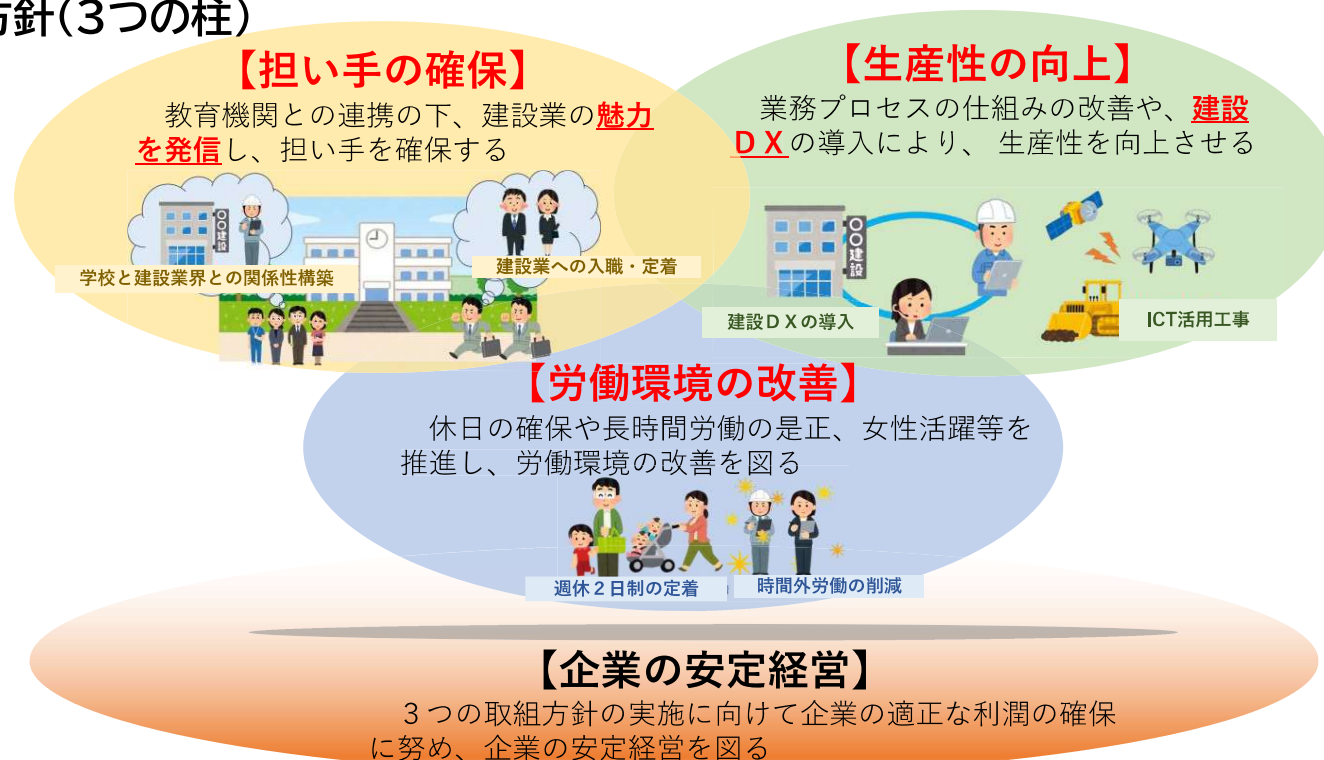 針(３つの柱)
【担い手の確保】
教育機関との連携の下、建設業の魅力
を発信し、担い手を確保する
〇〇建設
学校と建設業界との関係性構築
建設業への入職・定着
【生産性の向上】
業務プロセスの仕組みの改善や、建設
ＤＸの導入により、 生産性を向上させる
〇〇建設
建設ＤＸの導入
ICT活用工事
【労働環境の改善】
休日の確保や長時間労働の是正、女性活躍等を
推進し、労働環境の改善を図る
週休２日制の定着
時間外労働の削減
【企業の安定経営】
３つの取組方針の実施に向けて企業の適正な利潤の確保
に努め、企業の安定経営を図る